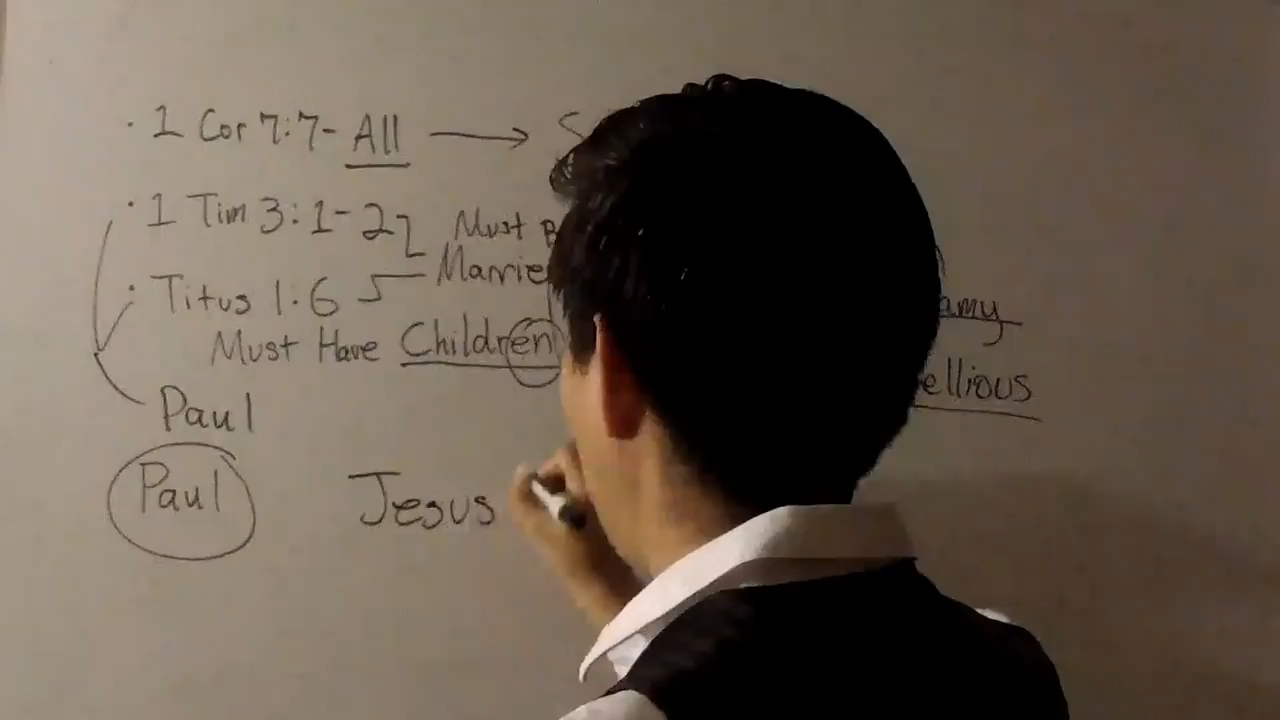 · 1 Cor 7:7- All → S
· 1 Tim 3:1-2 Must B
Marrie
· Titus 1:6 amy
Must Have Children ellious
Paul
Paul Jesus